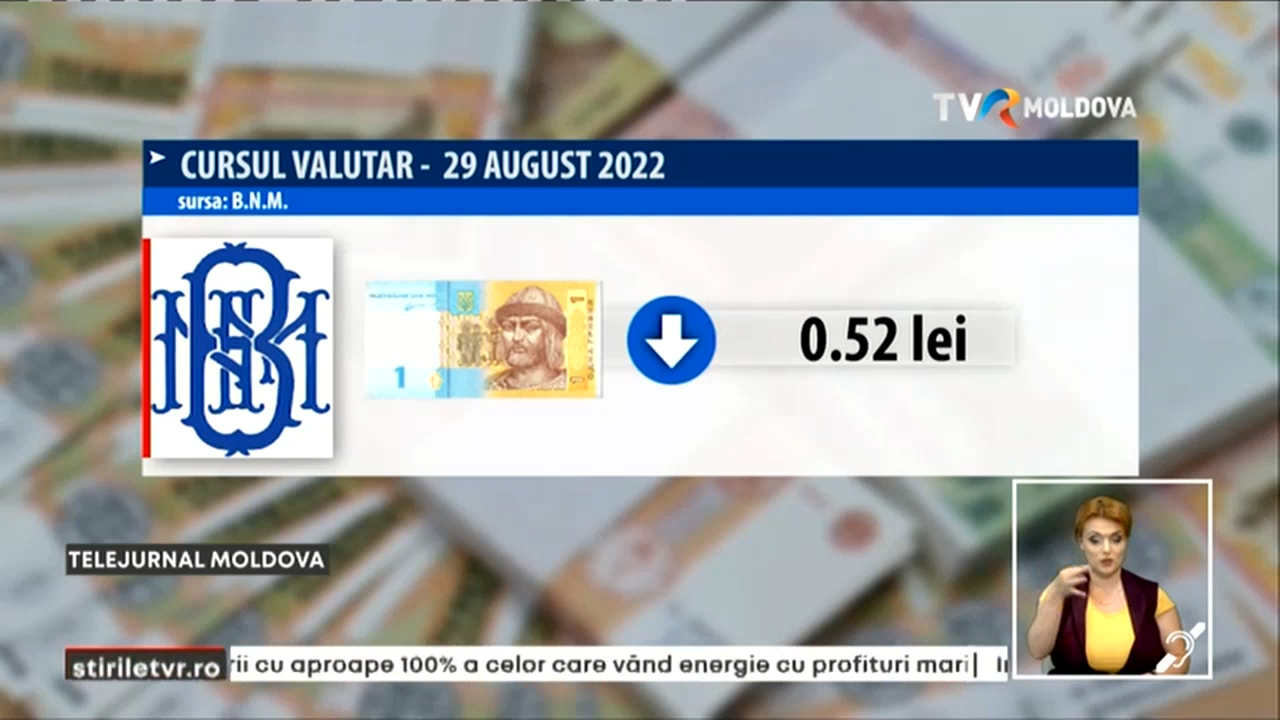 TVR MOLDOVA
CURSUL VALUTAR - 29 AUGUST 2022
sursa: B.N.M.
1
0.52 lei
TELEJURNAL MOLDOVA
stiriletvr.ro
rii cu aproape 100% a celor care vând energie cu profituri mari|